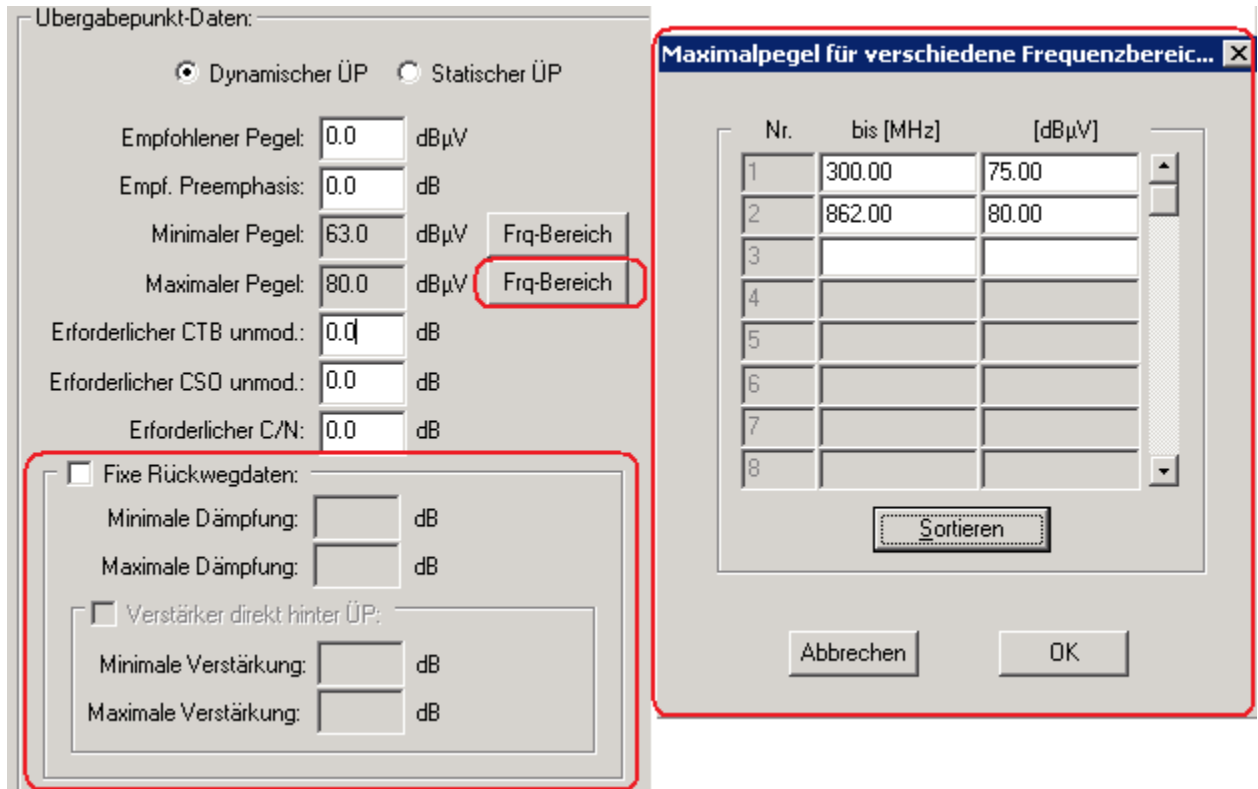 Übergabepunkt-Daten:
Dynamischer ÜP Statischer ÜP
Empfohlener Pegel: 0.0 dBµV
Empf. Preemphasis: 0.0 dB
Minimaler Pegel: 63.0 dBµV Frq-Bereich
Maximaler Pegel: 80.0 dBµV Frq-Bereich
Erforderlicher CTB unmod.: 0.0 dB
Erforderlicher CSO unmod.: 0.0 dB
Erforderlicher C/N: 0.0 dB
Fixe Rückwegdaten:
Minimale Dämpfung: dB
Maximale Dämpfung: dB
Verstärker direkt hinter ÜP:
Minimale Verstärkung: dB
Maximale Verstärkung: dB
Maximalpegel für verschiedene Frequenzbereic...
Nr. bis [MHz] [dBµV]
1 300.00 75.00
2 862.00 80.00
3
4
5
6
7
8
Sortieren
Abbrechen OK